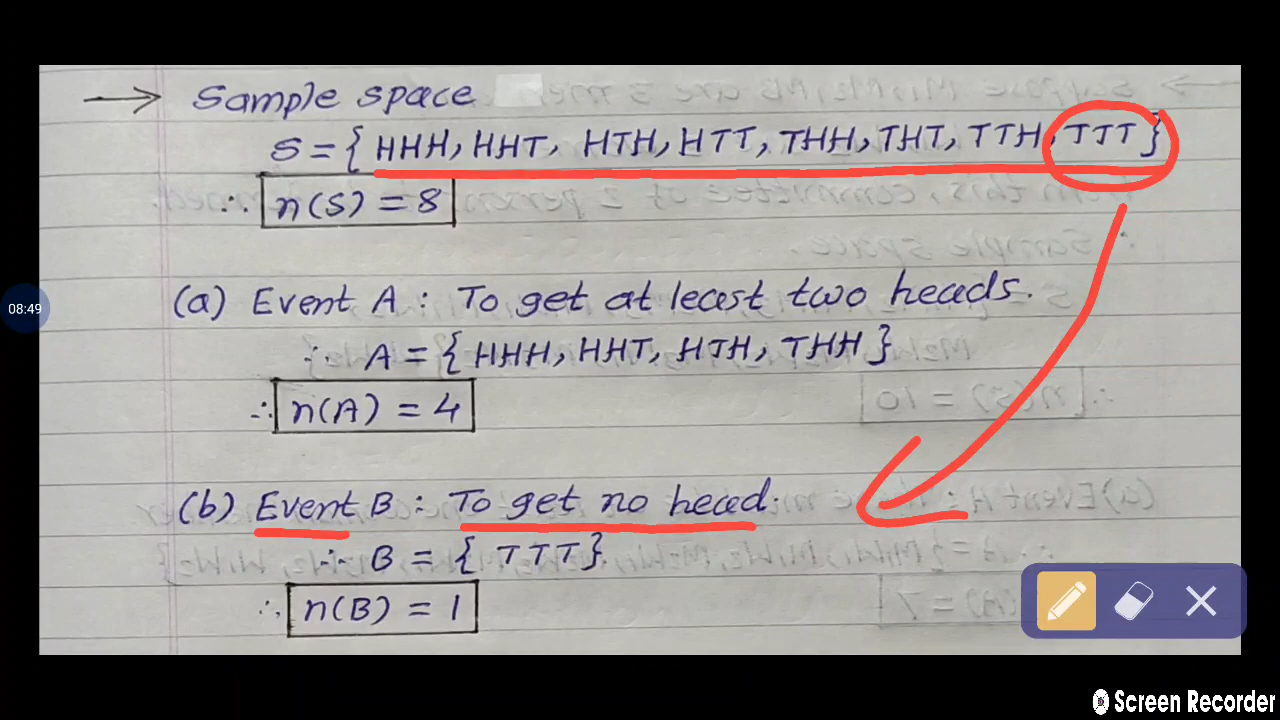 → Sample space
S = { HHH, HHT, HTH, HTT, THH, THT, TTH, TTT }
∴ n(S) = 8
08:49
(a) Event A : To get at least two heads.
∴ A = { HHH, HHT, HTH, THH }
∴ n(A) = 4
(b) Event B : To get no head.
∴ B = { TTT }
∴ n(B) = 1
Screen Recorder